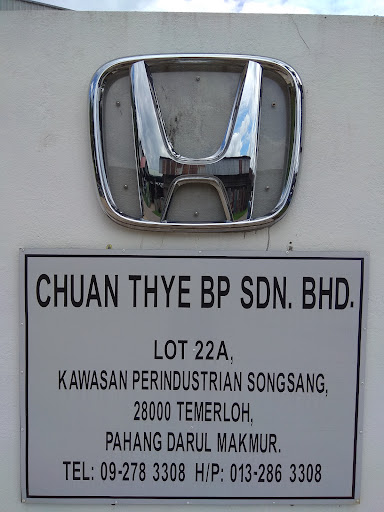 CHUAN THYE BP SDN. BHD.
LOT 22A,
KAWASAN PERINDUSTRIAN SONGSANG,
28000 TEMERLOH,
PAHANG DARUL MAKMUR.
TEL: 09-278 3308 H/P: 013-286 3308